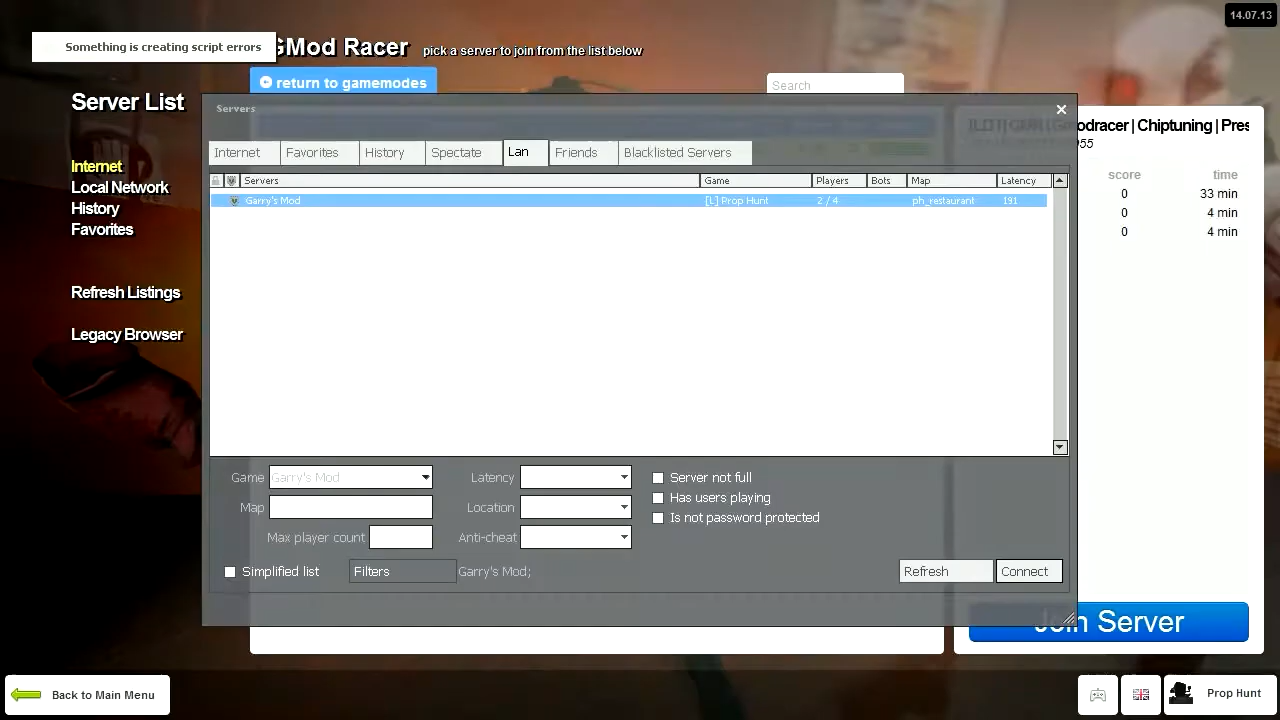 14.07.13
Something is creating script errors
GMod Racer pick a server to join from the list below
return to gamemodes
Search
Server List
Internet
Local Network
History
Favorites
Refresh Listings
Legacy Browser
Servers
Internet Favorites History Spectate Lan Friends Blacklisted Servers
Servers Game Players Bots Map Latency
Garry's Mod [L] Prop Hunt 2 / 4 ph_restaurant 191
Game Garry's Mod Latency Server not full
Map Location Has users playing
Max player count Anti-cheat Is not password protected
Simplified list Filters Garry's Mod; Refresh Connect
odracer | Chiptuning | Pres
955
score time
0 33 min
0 4 min
0 4 min
Join Server
Back to Main Menu
Prop Hunt